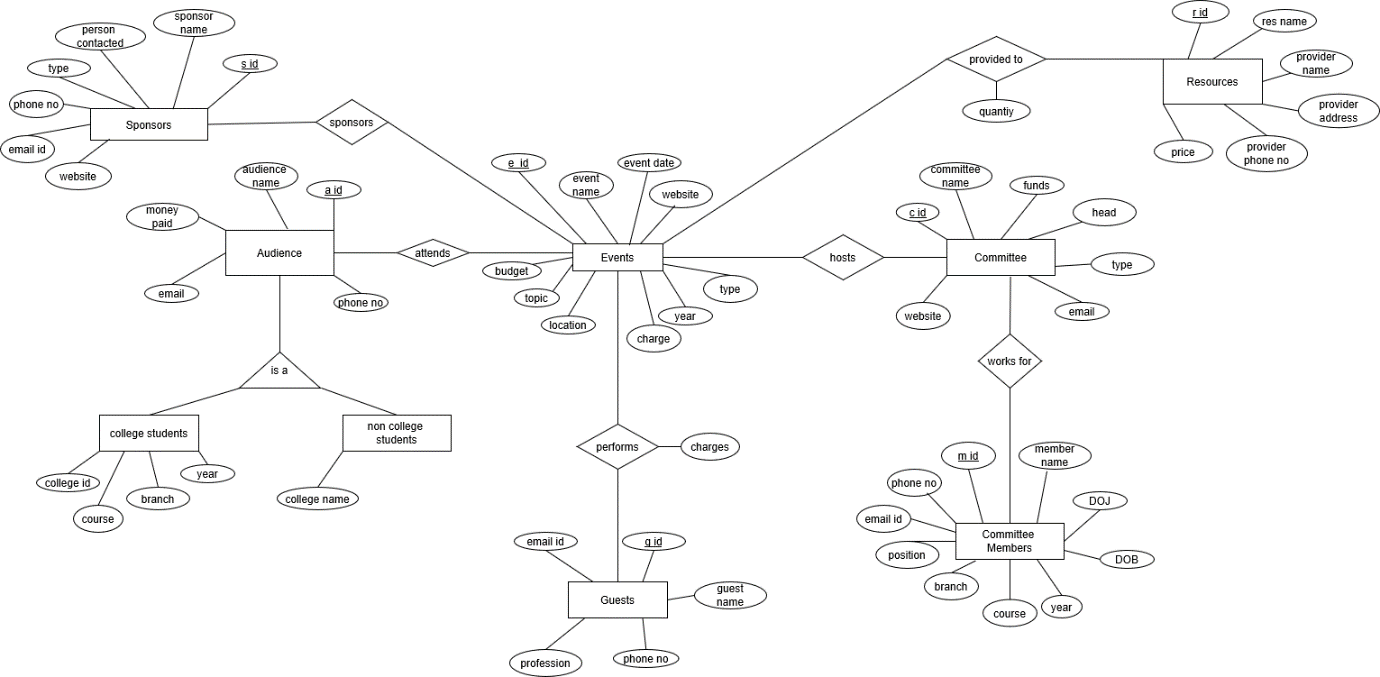 sponsor
name
person
contacted
type
s id
phone no
email id
website
Sponsors
sponsors
provided to
quantiy
r id
res name
provider
name
provider
address
provider
phone no
price
Resources
audience
name
a id
money
paid
email
phone no
Audience
attends
e_id
event
name
event date
website
Events
budget
topic
location
charge
year
type
hosts
committee
name
funds
c id
head
type
email
website
Committee
is a
college students
college id
course
branch
year
non college
students
college name
performs
charges
works for
email id
g id
guest
name
Guests
profession
phone no
m id
member
name
phone no
DOJ
email id
position
DOB
branch
course
year
Committee
Members